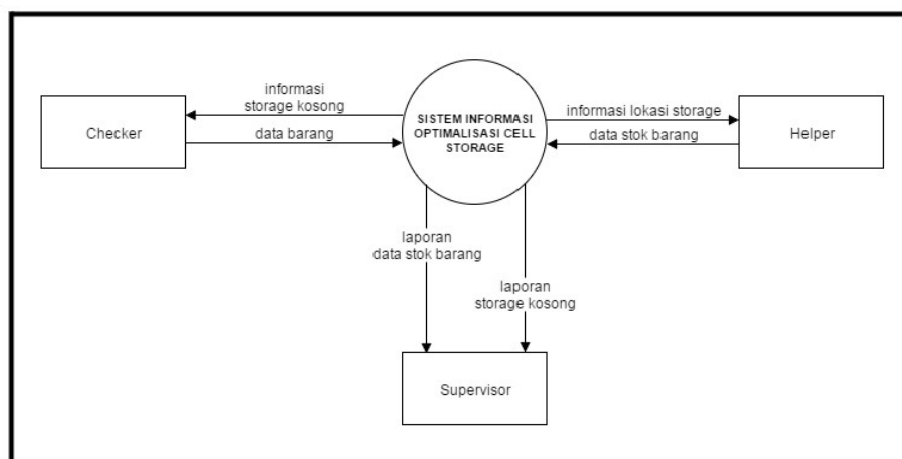 informasi
storage kosong
Checker
data barang
SISTEM INFORMASI
OPTIMALISASI CELL
STORAGE
informasi lokasi storage
data stok barang
Helper
laporan
data stok barang
laporan
storage kosong
Supervisor